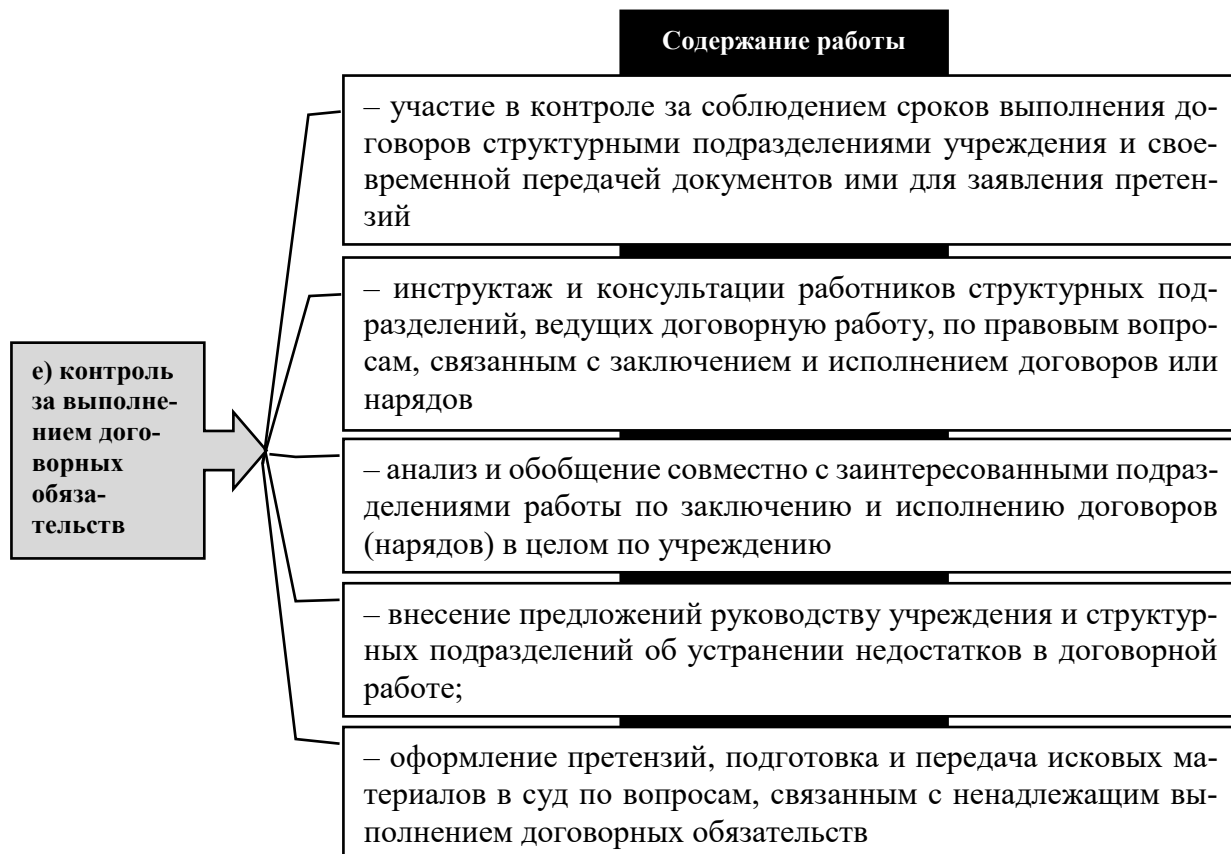 Содержание работы
– участие в контроле за соблюдением сроков выполнения до-
говоров структурными подразделениями учреждения и свое-
временной передачей документов ими для заявления претен-
зий
– инструктаж и консультации работников структурных под-
разделений, ведущих договорную работу, по правовым вопро-
сам, связанным с заключением и исполнением договоров или
нарядов
е) контроль
за выполне-
нием дого-
ворных
обяза-
тельств
– анализ и обобщение совместно с заинтересованными подраз-
делениями работы по заключению и исполнению договоров
(нарядов) в целом по учреждению
– внесение предложений руководству учреждения и структур-
ных подразделений об устранении недостатков в договорной
работе;
– оформление претензий, подготовка и передача исковых ма-
териалов в суд по вопросам, связанным с ненадлежащим вы-
полнением договорных обязательств